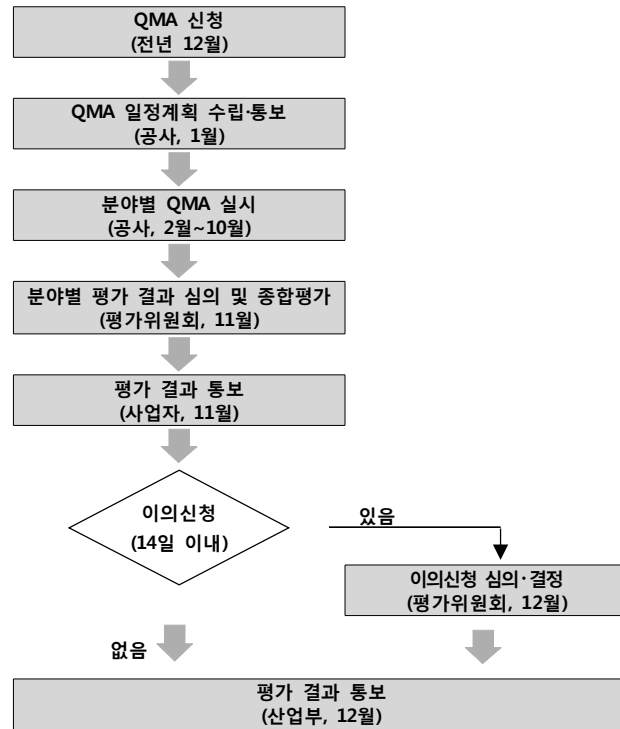 QMA 신청
(전년 12월)
QMA 일정계획 수립·통보
(공사, 1월)
분야별 QMA 실시
(공사, 2월~10월)
분야별 평가 결과 심의 및 종합평가
(평가위원회, 11월)
평가 결과 통보
(사업자, 11월)
이의신청
(14일 이내)
있음
이의신청 심의·결정
(평가위원회, 12월)
없음
평가 결과 통보
(산업부, 12월)